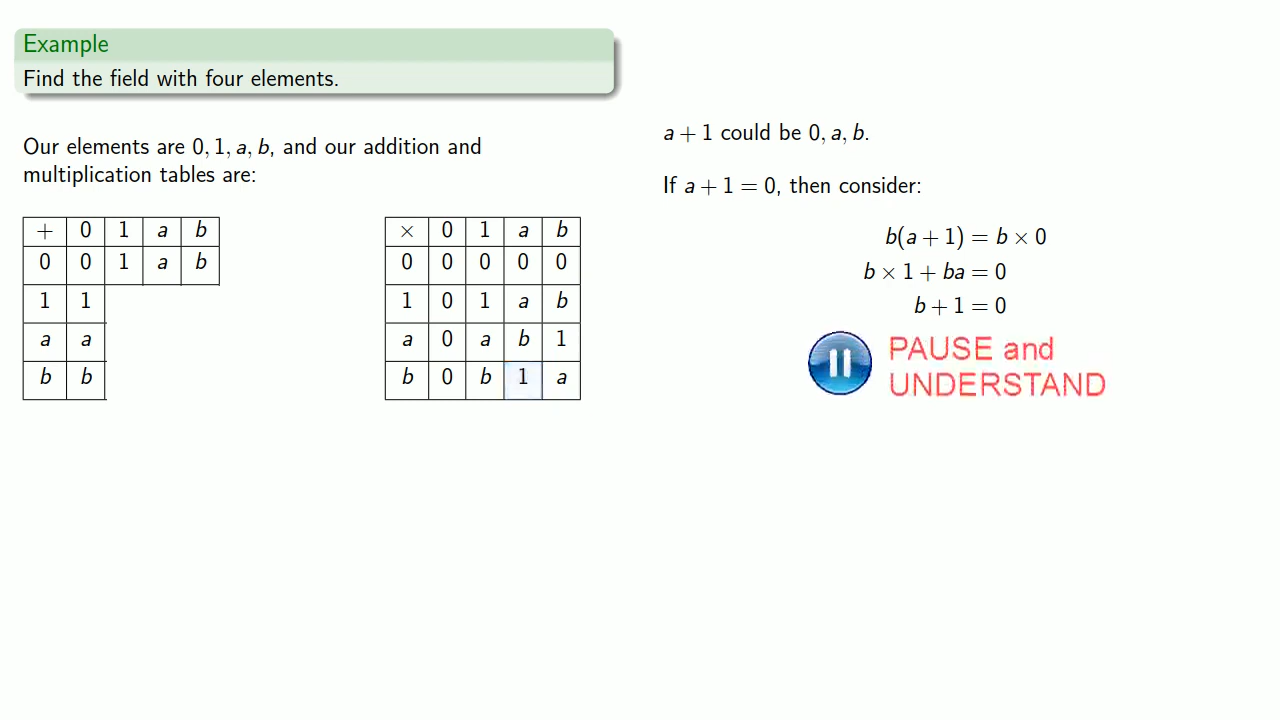 Example
Find the field with four elements.
Our elements are 0, 1, a, b, and our addition and
multiplication tables are:
+ 0 1 a b
0 0 1 a b
1 1
a a
b b
× 0 1 a b
0 0 0 0 0
1 0 1 a b
a 0 a b 1
b 0 b 1 a
a + 1 could be 0, a, b.
If a + 1 = 0, then consider:
b(a + 1) = b × 0
b × 1 + ba = 0
b + 1 = 0
PAUSE and
UNDERSTAND